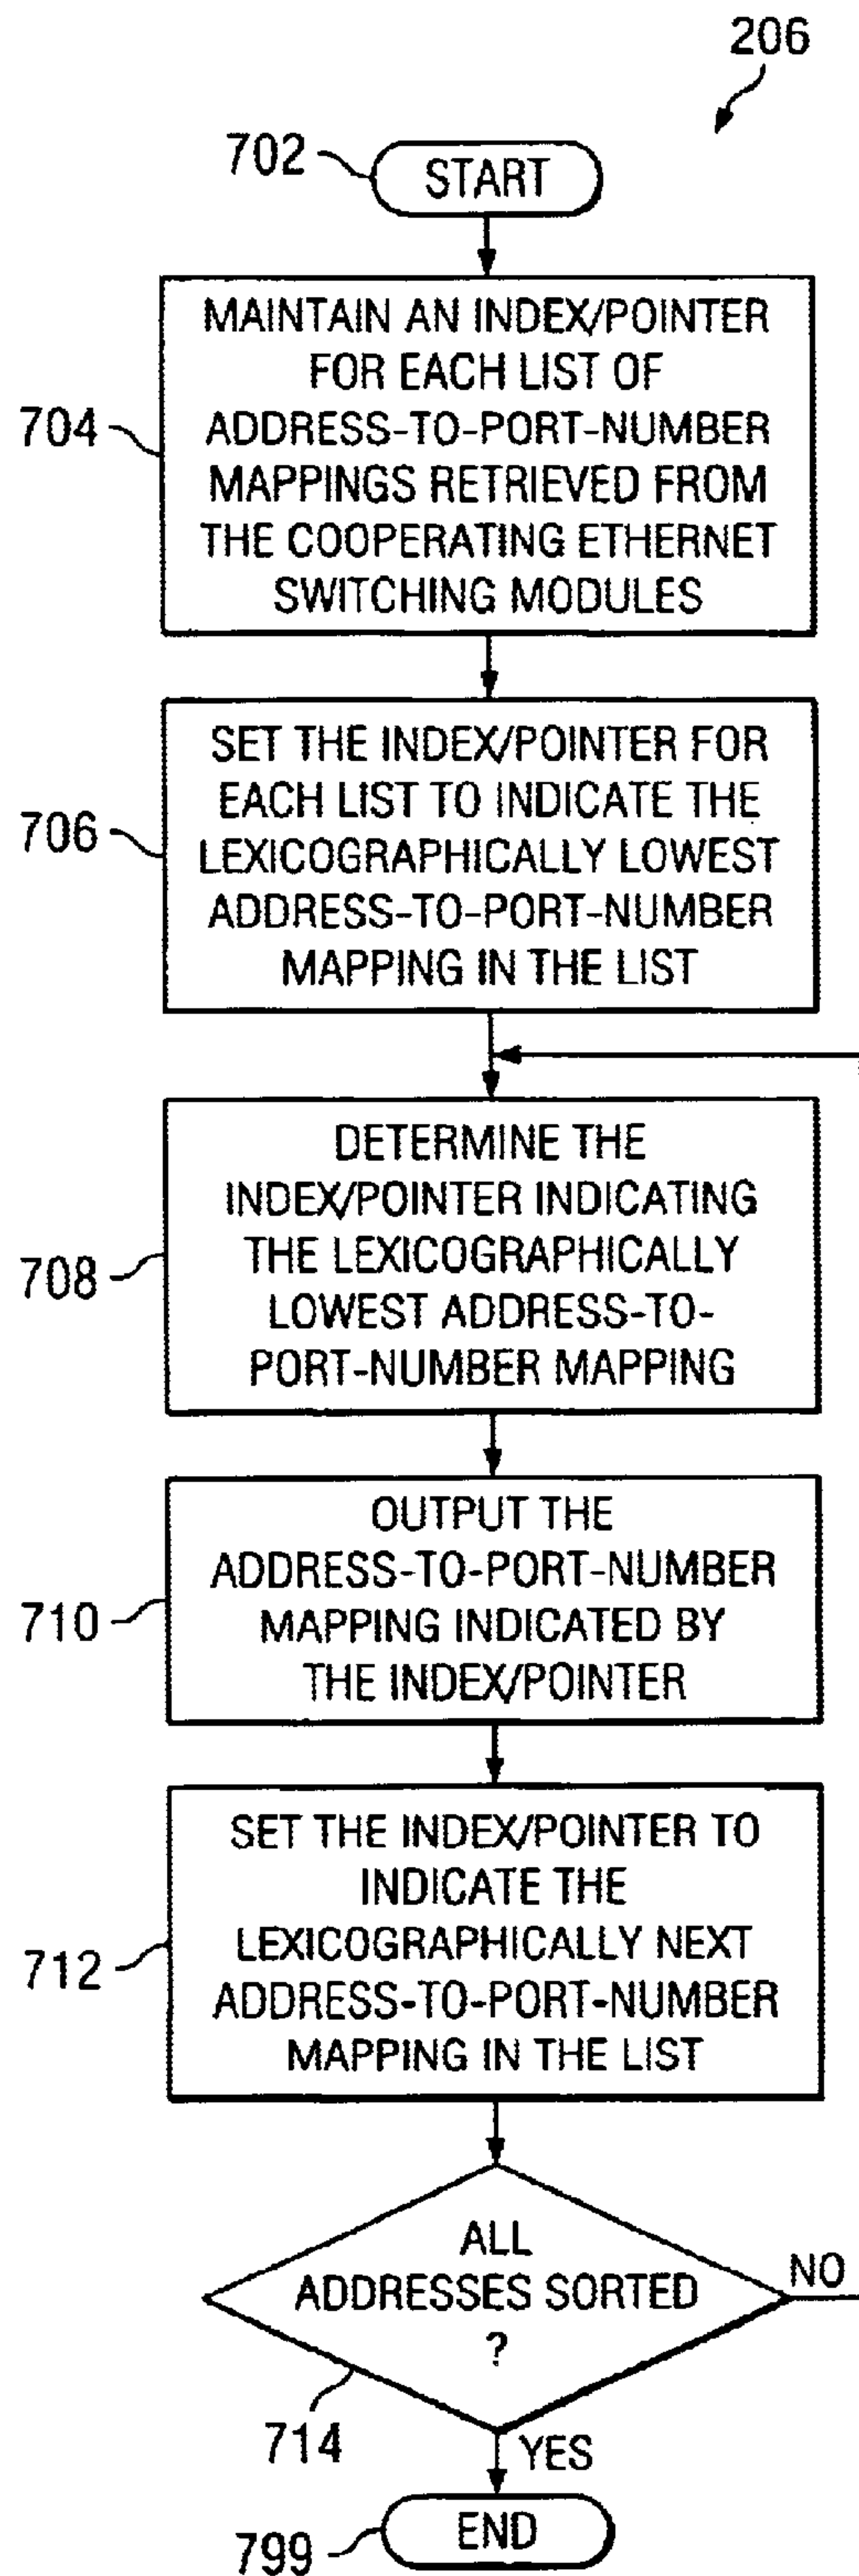 206
702
START
MAINTAIN AN INDEX/POINTER
FOR EACH LIST OF
ADDRESS-TO-PORT-NUMBER
MAPPINGS RETRIEVED FROM
THE COOPERATING ETHERNET
SWITCHING MODULES
704
SET THE INDEX/POINTER FOR
EACH LIST TO INDICATE THE
LEXICOGRAPHICALLY LOWEST
ADDRESS-TO-PORT-NUMBER
MAPPING IN THE LIST
706
DETERMINE THE
INDEX/POINTER INDICATING
THE LEXICOGRAPHICALLY
LOWEST ADDRESS-TO-
PORT-NUMBER MAPPING
708
OUTPUT THE
ADDRESS-TO-PORT-NUMBER
MAPPING INDICATED BY
THE INDEX/POINTER
710
SET THE INDEX/POINTER TO
INDICATE THE
LEXICOGRAPHICALLY NEXT
ADDRESS-TO-PORT-NUMBER
MAPPING IN THE LIST
712
ALL
ADDRESSES SORTED
?
NO
714
YES
END
799